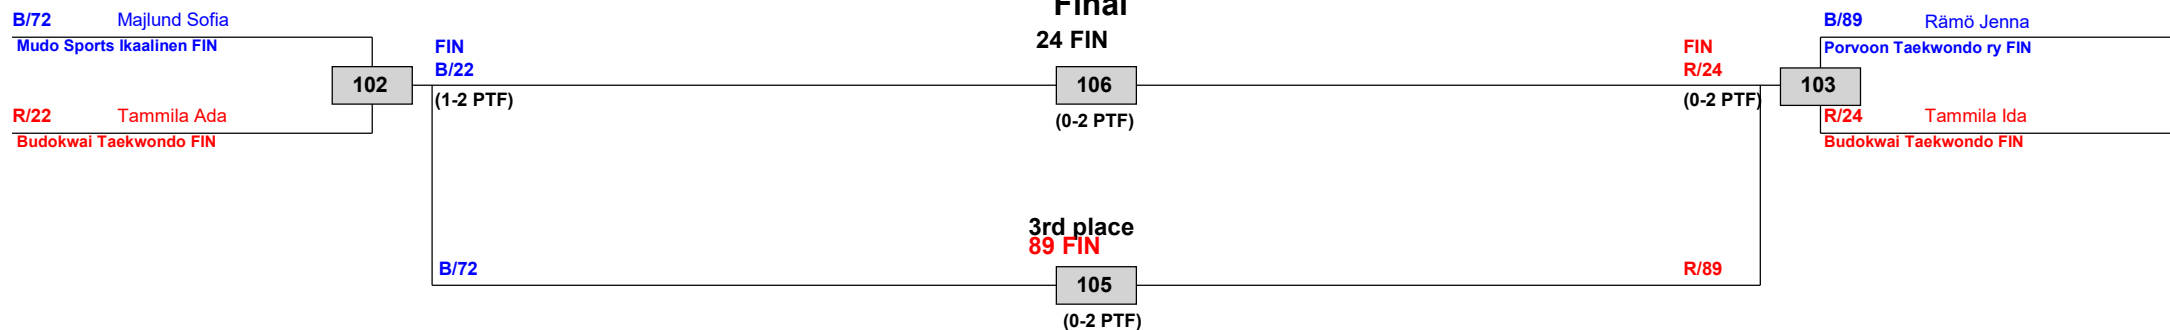 Final
24 FIN
B/72 Majlund Sofia
Mudo Sports Ikaalinen FIN
102
R/22 Tammila Ada
Budokwai Taekwondo FIN
FIN
B/22
(1-2 PTF)
106
(0-2 PTF)
FIN
R/24
(0-2 PTF)
103
B/89 Rämö Jenna
Porvoon Taekwondo ry FIN
R/24 Tammila Ida
Budokwai Taekwondo FIN
3rd place
89 FIN
B/72
105
R/89
(0-2 PTF)